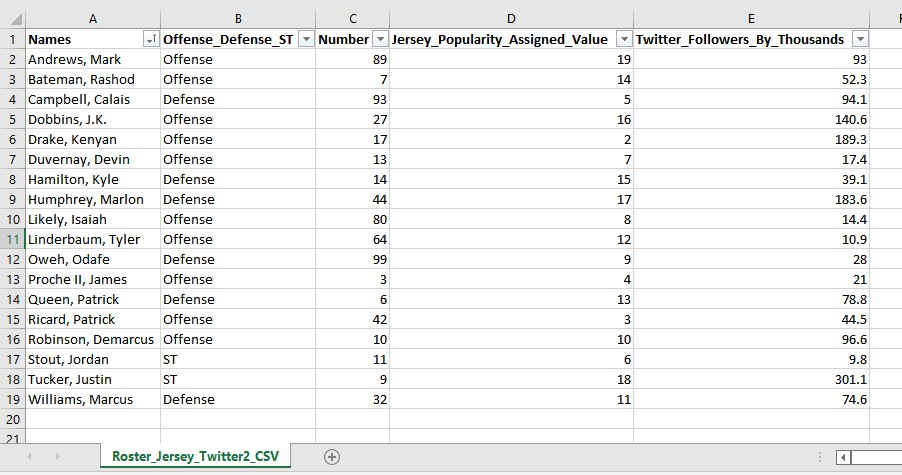 A B C D E
1 Names Offense_Defense_ST Number Jersey_Popularity_Assigned_Value Twitter_Followers_By_Thousands
2 Andrews, Mark Offense 89 19 93
3 Bateman, Rashod Offense 7 14 52.3
4 Campbell, Calais Defense 93 5 94.1
5 Dobbins, J.K. Offense 27 16 140.6
6 Drake, Kenyan Offense 17 2 189.3
7 Duvernay, Devin Offense 13 7 17.4
8 Hamilton, Kyle Defense 14 15 39.1
9 Humphrey, Marlon Defense 44 17 183.6
10 Likely, Isaiah Offense 80 8 14.4
11 Linderbaum, Tyler Offense 64 12 10.9
12 Oweh, Odafe Defense 99 9 28
13 Proche II, James Offense 3 4 21
14 Queen, Patrick Defense 6 13 78.8
15 Ricard, Patrick Offense 42 3 44.5
16 Robinson, Demarcus Offense 10 10 96.6
17 Stout, Jordan ST 11 6 9.8
18 Tucker, Justin ST 9 18 301.1
19 Williams, Marcus Defense 32 11 74.6
20
21
Roster_Jersey_Twitter2_CSV